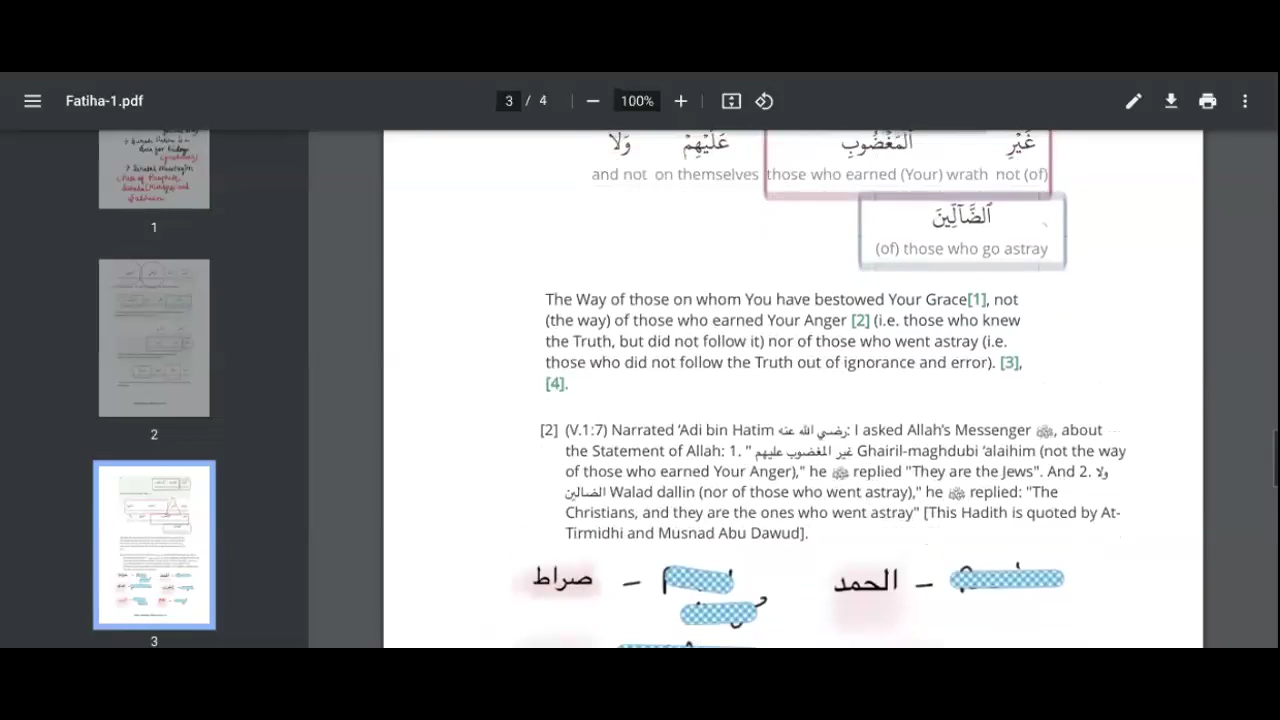 Fatiha-1.pdf
3 / 4
100%
1
2
3
غَيْرِ ٱلْمَغْضُوبِ عَلَيْهِمْ وَلَا
and not on themselves those who earned (Your) wrath not (of)
ٱلضَّآلِّينَ
(of) those who go astray
The Way of those on whom You have bestowed Your Grace[1], not
(the way) of those who earned Your Anger [2] (i.e. those who knew
the Truth, but did not follow it) nor of those who went astray (i.e.
those who did not follow the Truth out of ignorance and error). [3],
[4].
[2] (V.1:7) Narrated ‘Adi bin Hatim رضي الله عنه: I asked Allah’s Messenger ﷺ, about
the Statement of Allah: 1. " غير المغضوب عليهم Ghairil-maghdubi ‘alaihim (not the way
of those who earned Your Anger)," he ﷺ replied "They are the Jews". And 2. ولا
الضالين Walad dallin (nor of those who went astray)," he ﷺ replied: "The
Christians, and they are the ones who went astray" [This Hadith is quoted by At-
Tirmidhi and Musnad Abu Dawud].
صراط – الحمد –